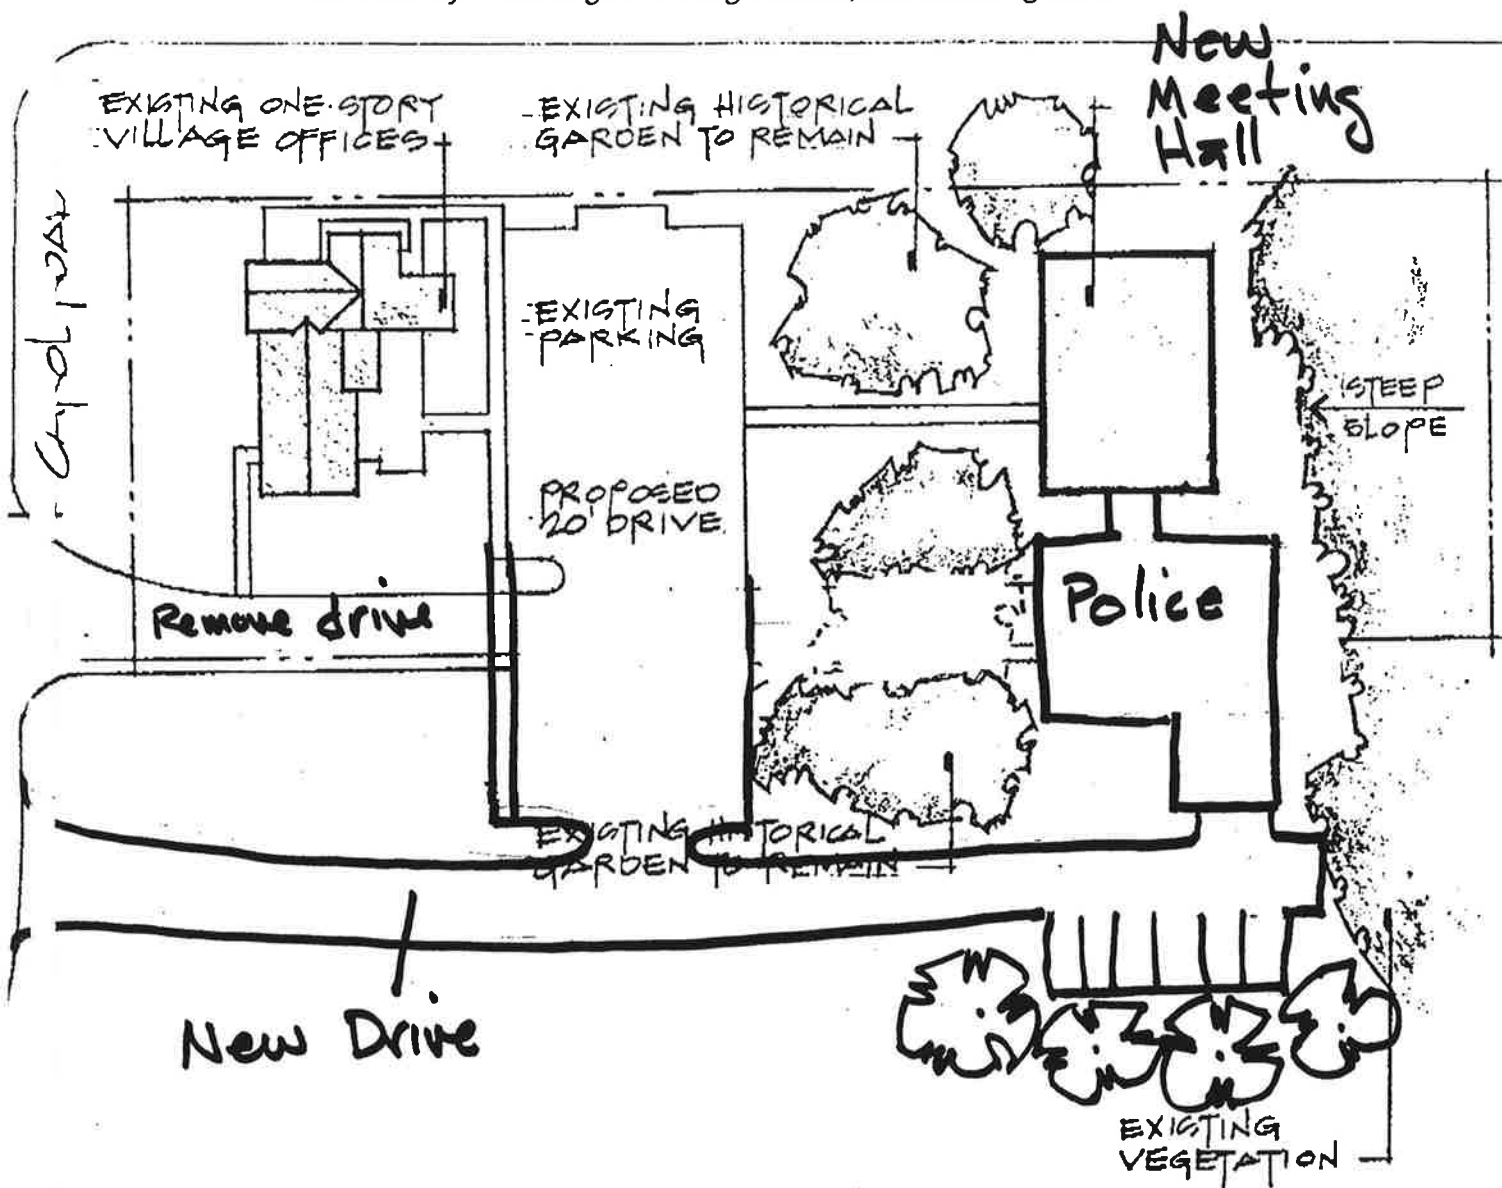 New
Meeting
Hall
EXISTING ONE-STORY
VILLAGE OFFICES
EXISTING HISTORICAL
GARDEN TO REMAIN
EXISTING
PARKING
STEEP
SLOPE
PROPOSED
20' DRIVE
Remove drive
Police
EXISTING HISTORICAL
GARDEN TO REMAIN
New Drive
EXISTING
VEGETATION